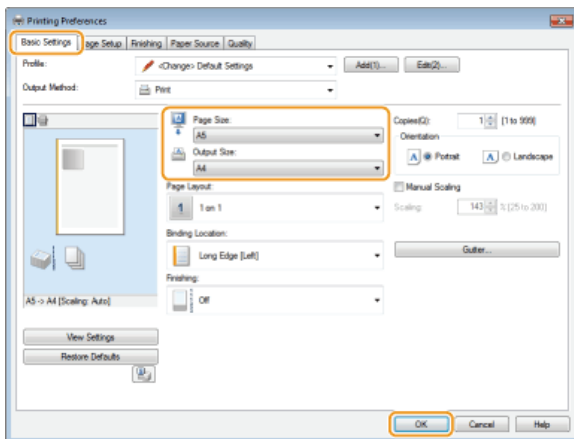 Printing Preferences
Basic Settings Page Setup Finishing Paper Source Quality
Profile: <Change> Default Settings Add(1)... Edit(2)...
Output Method: Print
Page Size: Copies(Q): 1 [1 to 999]
A5 Orientation
Output Size: A Portrait A Landscape
A4
Page Layout: Manual Scaling
1 1 on 1 Scaling: 143 % [25 to 200]
Binding Location:
Long Edge [Left] Gutter...
Finishing:
A5 -> A4 [Scaling: Auto] Off
View Settings
Restore Defaults
OK Cancel Help